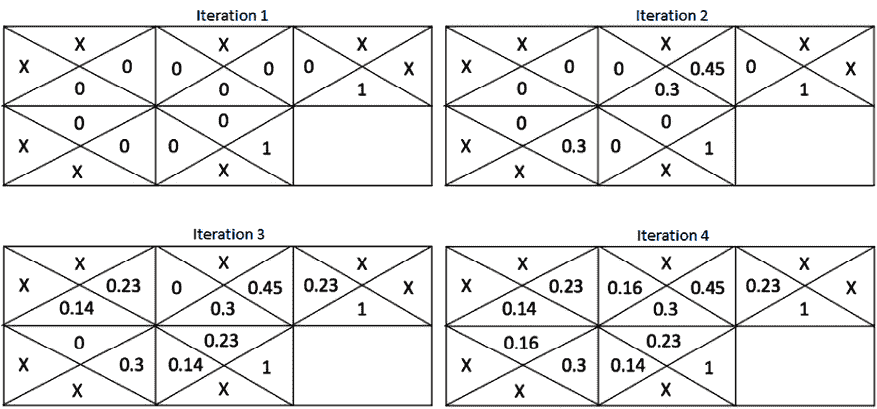 Iteration 1
X X X
X 0 0 0 0 X
0 0 1
0 0
X 0 0 1
X X
Iteration 2
X X X
X 0 0 0.45 0 X
0 0.3 1
0 0
X 0.3 0 1
X X
Iteration 3
X X X
X 0.23 0 0.45 0.23 X
0.14 0.3 1
0 0.23
X 0.3 0.14 1
X X
Iteration 4
X X X
X 0.23 0.16 0.45 0.23 X
0.14 0.3 1
0.16 0.23
X 0.3 0.14 1
X X